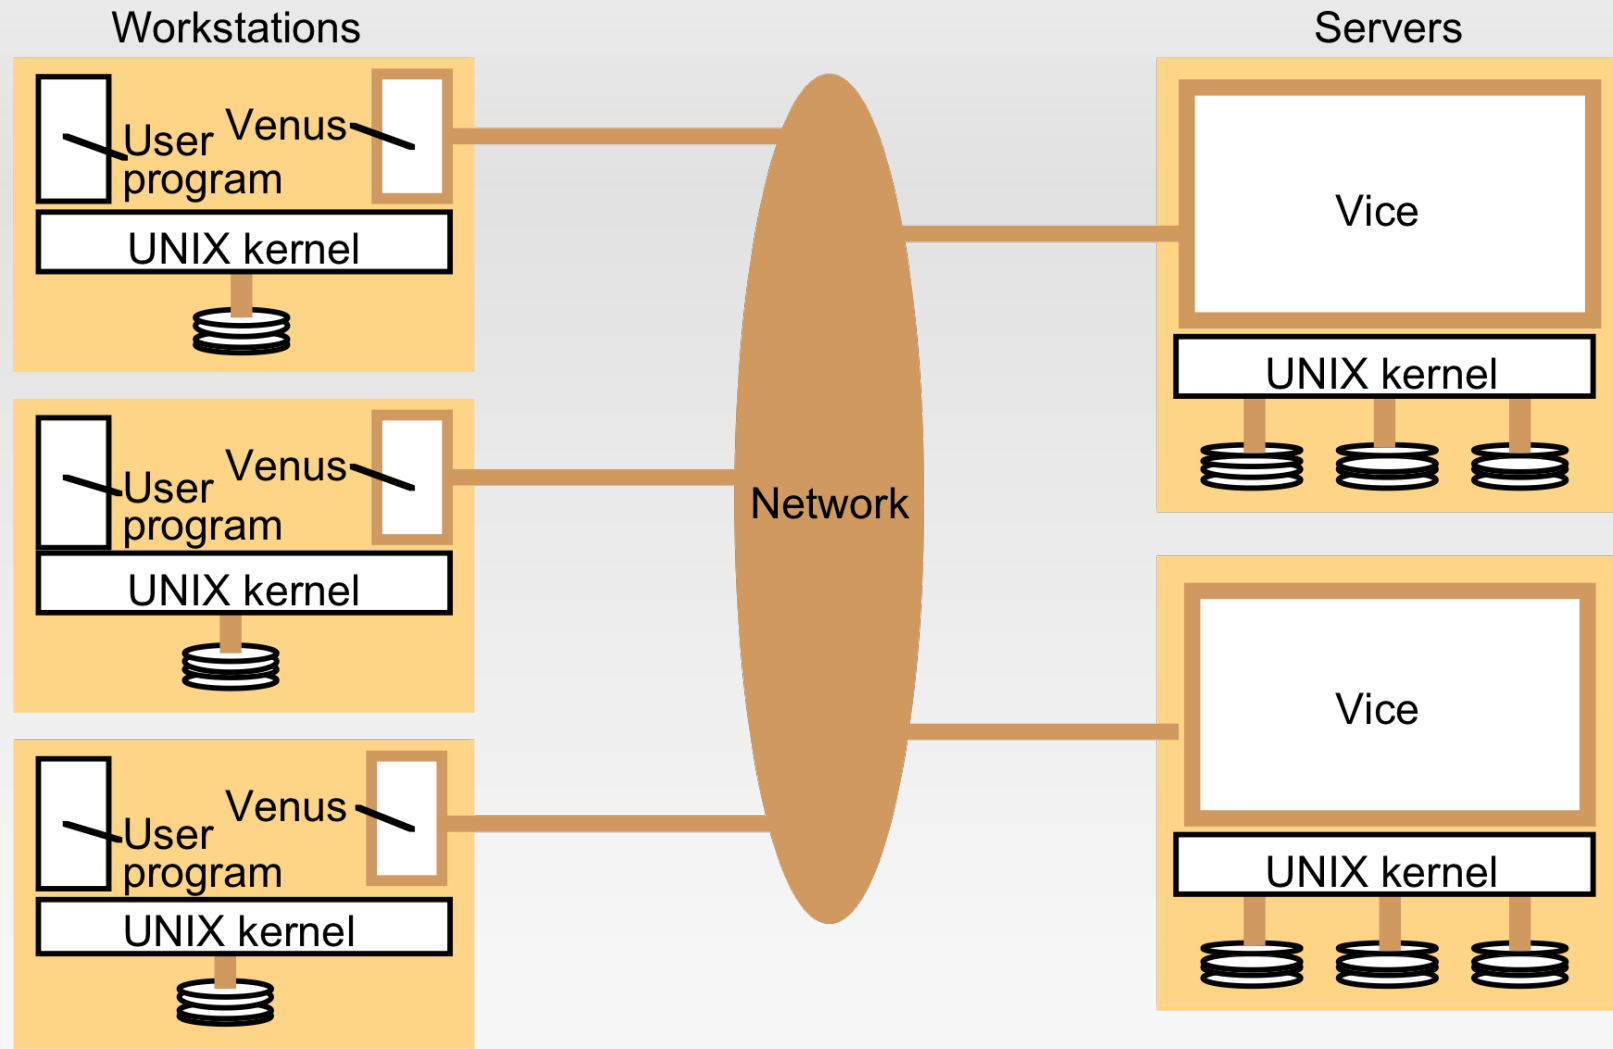 Workstations
Servers
User
program
Venus
UNIX kernel
User
program
Venus
UNIX kernel
User
program
Venus
UNIX kernel
Network
Vice
UNIX kernel
Vice
UNIX kernel